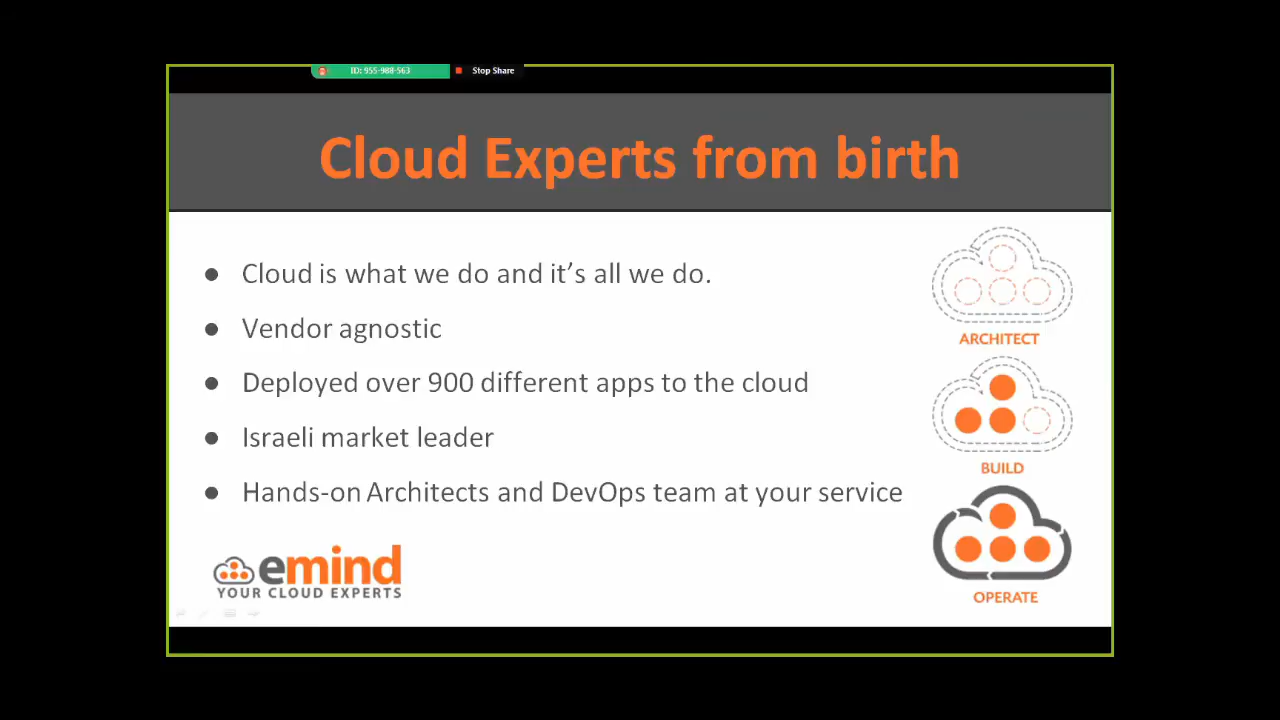 ID: 955-988-563 Stop Share
Cloud Experts from birth
● Cloud is what we do and it's all we do.
● Vendor agnostic
● Deployed over 900 different apps to the cloud
● Israeli market leader
● Hands-on Architects and DevOps team at your service
ARCHITECT
BUILD
OPERATE
emind
YOUR CLOUD EXPERTS